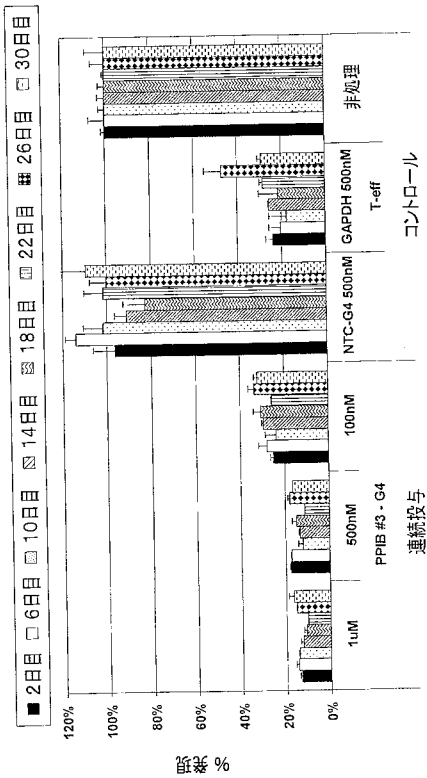 2日目 6日目 10日目 14日目 18日目 22日目 26日目 30日目
120%
100%
80%
60%
40%
20%
0%
% 発現
1uM
500nM
100nM
NTC-G4 500nM
GAPDH 500nM
非処理
PPIB #3 - G4
T-eff
連続投与
コントロール